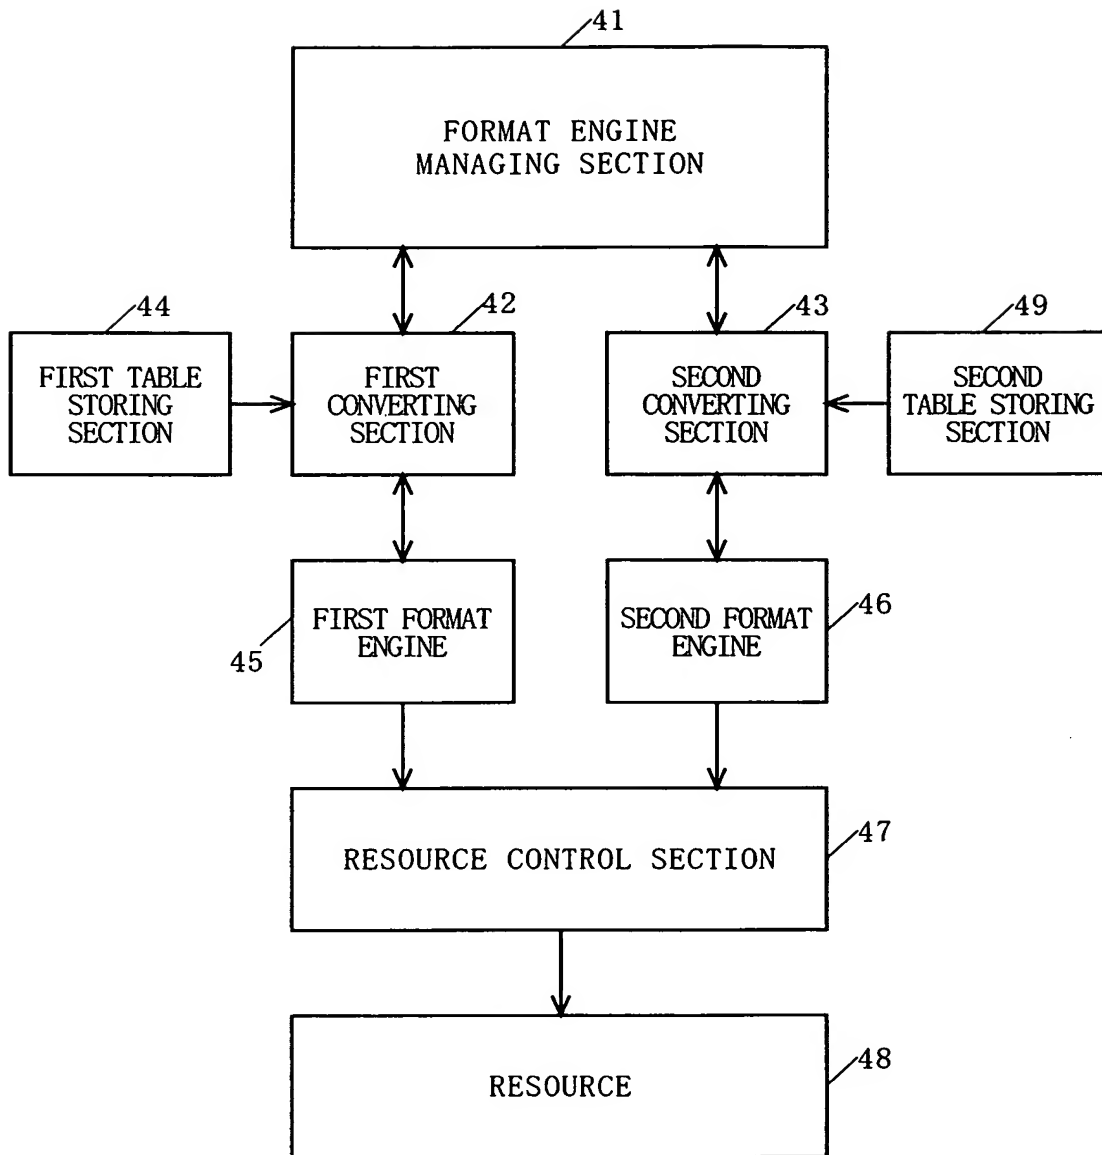 41
FORMAT ENGINE
MANAGING SECTION
44
42
43
49
FIRST TABLE
STORING
SECTION
FIRST
CONVERTING
SECTION
SECOND
CONVERTING
SECTION
SECOND
TABLE STORING
SECTION
45
FIRST FORMAT
ENGINE
SECOND FORMAT
ENGINE
46
RESOURCE CONTROL SECTION
47
RESOURCE
48